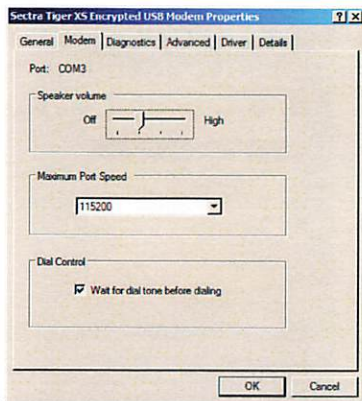 Sectra Tiger XS Encrypted USB Modem Properties
General Modem Diagnostics Advanced Driver Details
Port: COM3
Speaker volume
Off High
Maximum Port Speed
115200
Dial Control
Wait for dial tone before dialing
OK Cancel